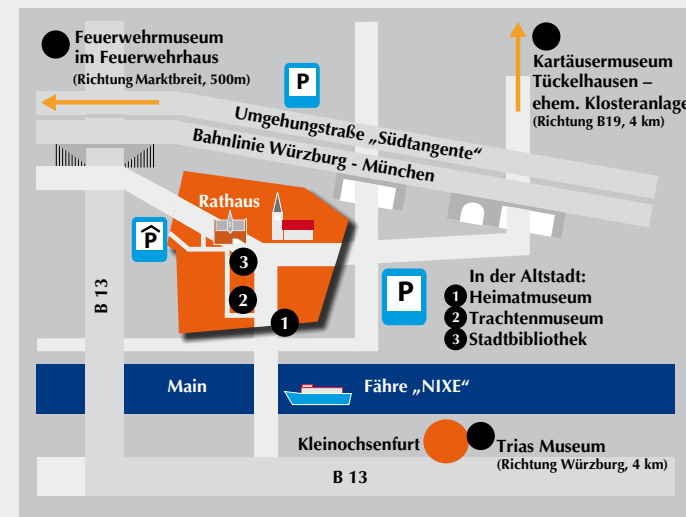 Feuerwehrmuseum
im Feuerwehrhaus
(Richtung Marktbreit, 500m)
P
Kartäusermuseum
Tückelhausen –
ehem. Klosteranlage
(Richtung B19, 4 km)
Umgehungstraße „Südtangente“
Bahnlinie Würzburg - München
Rathaus
P
B 13
3
2
1
P
In der Altstadt:
1 Heimatmuseum
2 Trachtenmuseum
3 Stadtbibliothek
Main
Fähre „NIXE“
Kleinochsenfurt
Trias Museum
(Richtung Würzburg, 4 km)
B 13